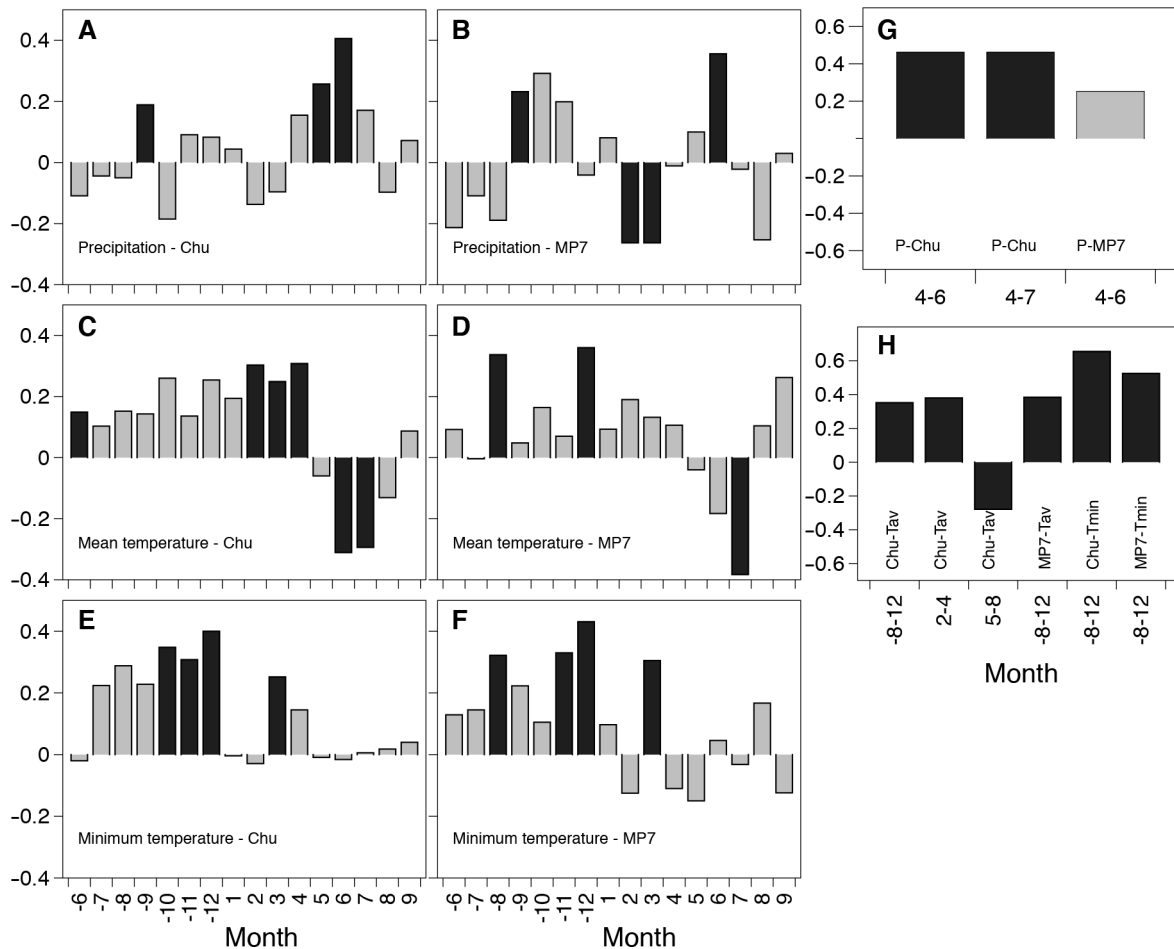 A
0.4
0.2
0
−0.2
−0.4
Precipitation - Chu
B
Precipitation - MP7
C
0.4
0.2
0
−0.2
−0.4
Mean temperature - Chu
D
Mean temperature - MP7
E
0.4
0.2
0
−0.2
−0.4
Minimum temperature - Chu
-6 -7 -8 -9 -10 -11 -12 1 2 3 4 5 6 7 8 9
Month
F
Minimum temperature - MP7
-6 -7 -8 -9 -10 -11 -12 1 2 3 4 5 6 7 8 9
Month
G
0.6
0.4
0.2
−0.2
−0.4
−0.6
P-Chu P-Chu P-MP7
4-6 4-7 4-6
H
0.6
0.4
0.2
0
−0.2
−0.4
−0.6
Chu-Tav Chu-Tav Chu-Tav MP7-Tav Chu-Tmin MP7-Tmin
-8-12 2-4 5-8 -8-12 -8-12 -8-12
Month